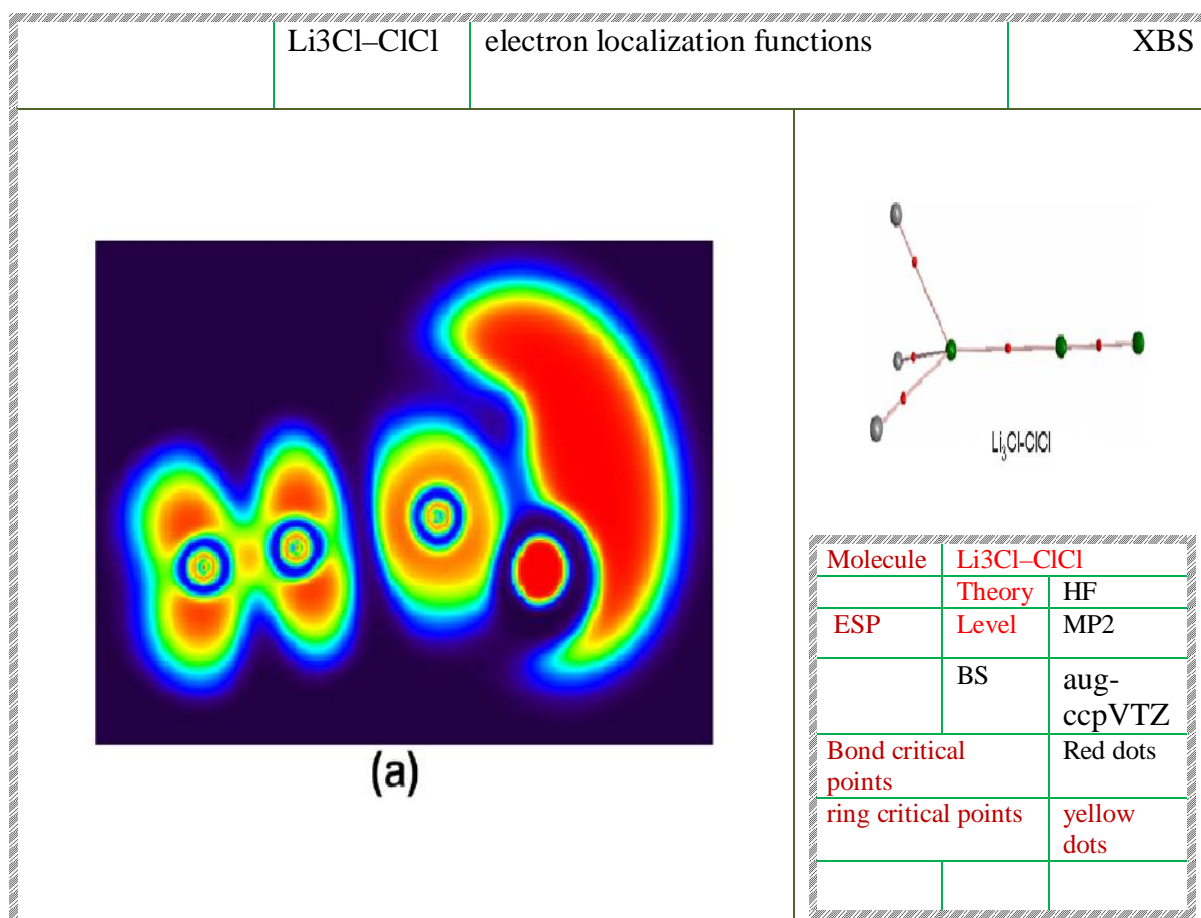 Li3Cl–ClCl electron localization functions XBS
Li3Cl-ClCl
(a)
Molecule Li3Cl–ClCl
Theory HF
ESP Level MP2
BS aug-
ccpVTZ
Bond critical Red dots
points
ring critical points yellow
dots